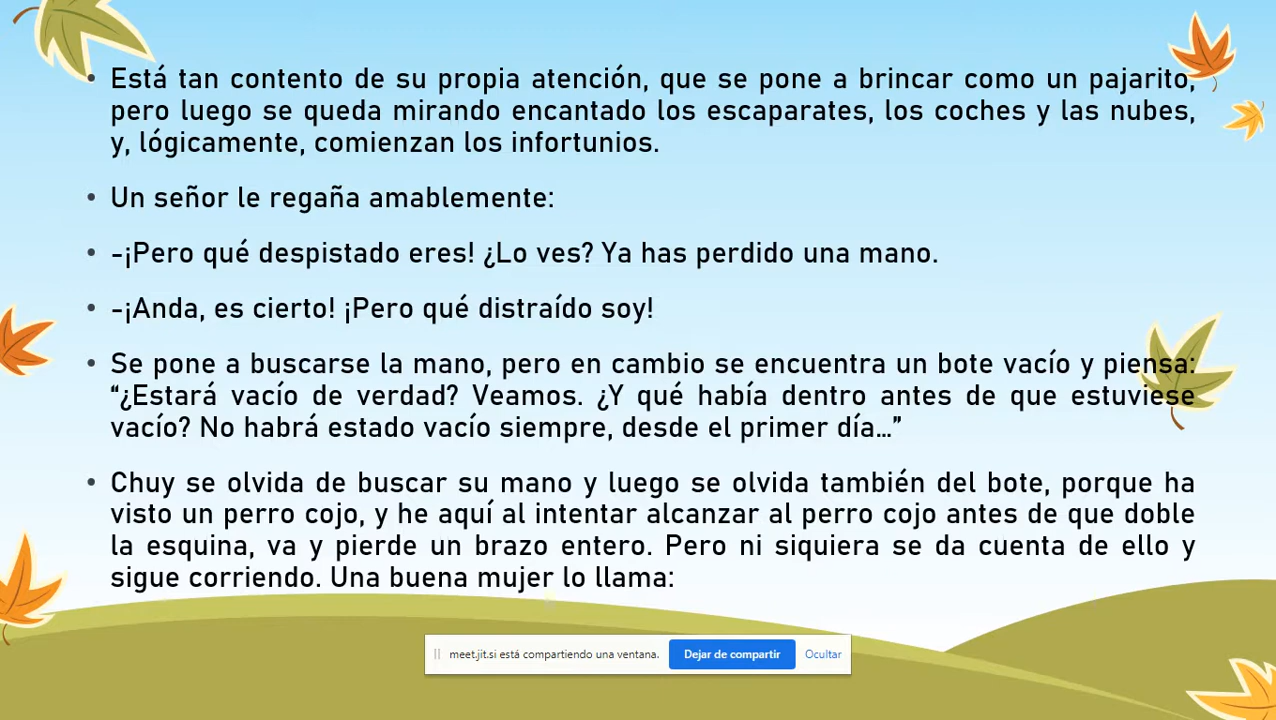 • Está tan contento de su propia atención, que se pone a brincar como un pajarito,
pero luego se queda mirando encantado los escaparates, los coches y las nubes,
y, lógicamente, comienzan los infortunios.
• Un señor le regaña amablemente:
• -¡Pero qué despistado eres! ¿Lo ves? Ya has perdido una mano.
• -¡Anda, es cierto! ¡Pero qué distraído soy!
• Se pone a buscarse la mano, pero en cambio se encuentra un bote vacío y piensa:
“¿Estará vacío de verdad? Veamos. ¿Y qué había dentro antes de que estuviese
vacío? No habrá estado vacío siempre, desde el primer día…”
• Chuy se olvida de buscar su mano y luego se olvida también del bote, porque ha
visto un perro cojo, y he aquí al intentar alcanzar al perro cojo antes de que doble
la esquina, va y pierde un brazo entero. Pero ni siquiera se da cuenta de ello y
sigue corriendo. Una buena mujer lo llama:
meet.jit.si está compartiendo una ventana. Dejar de compartir Ocultar